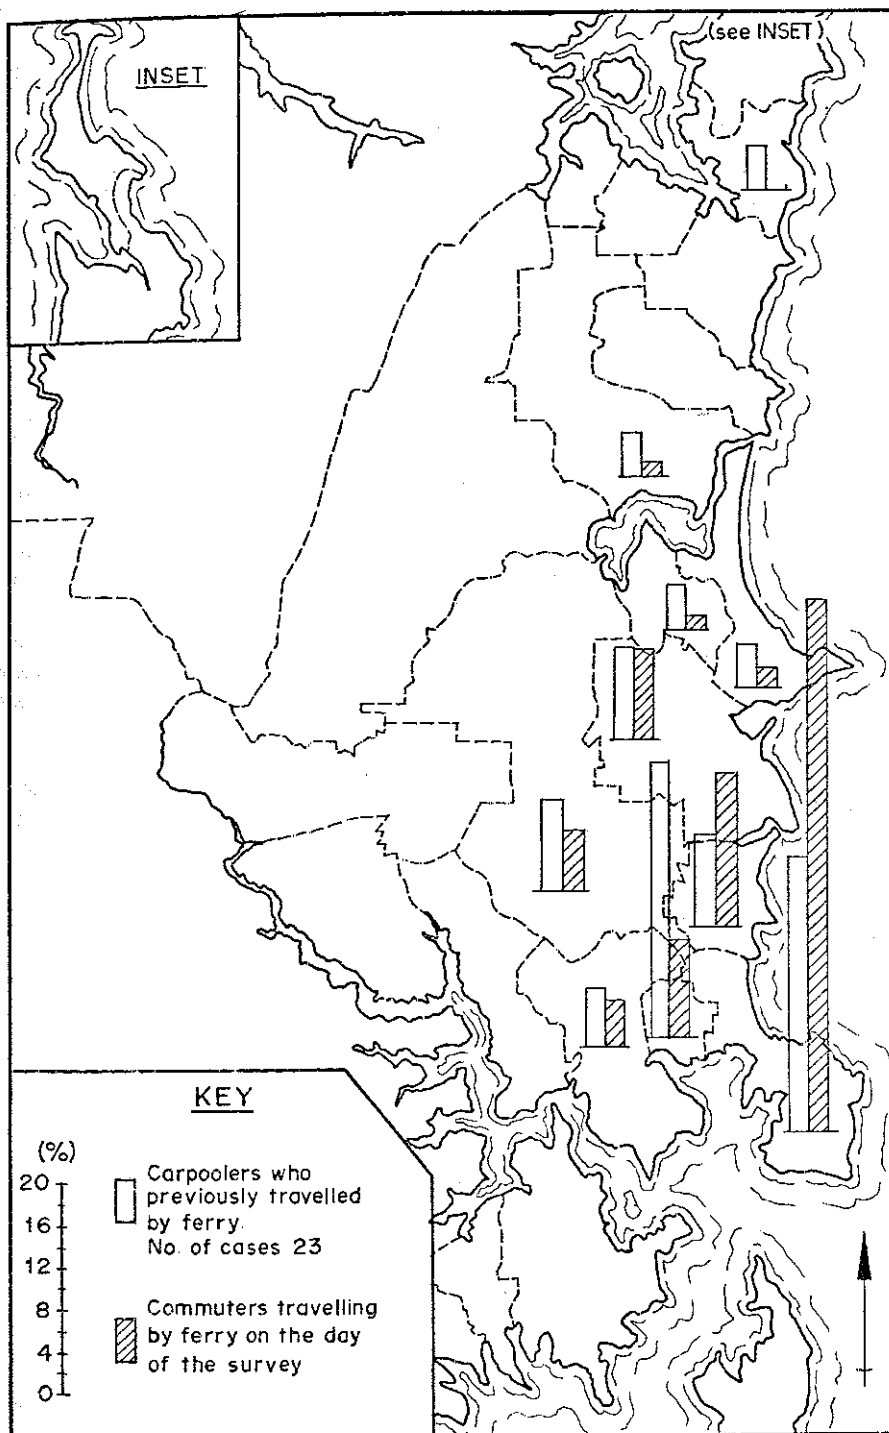 (see INSET)
INSET
KEY
(%)
20
16
12
8
4
0
Carpoolers who
previously travelled
by ferry.
No. of cases 23
Commuters travelling
by ferry on the day
of the survey